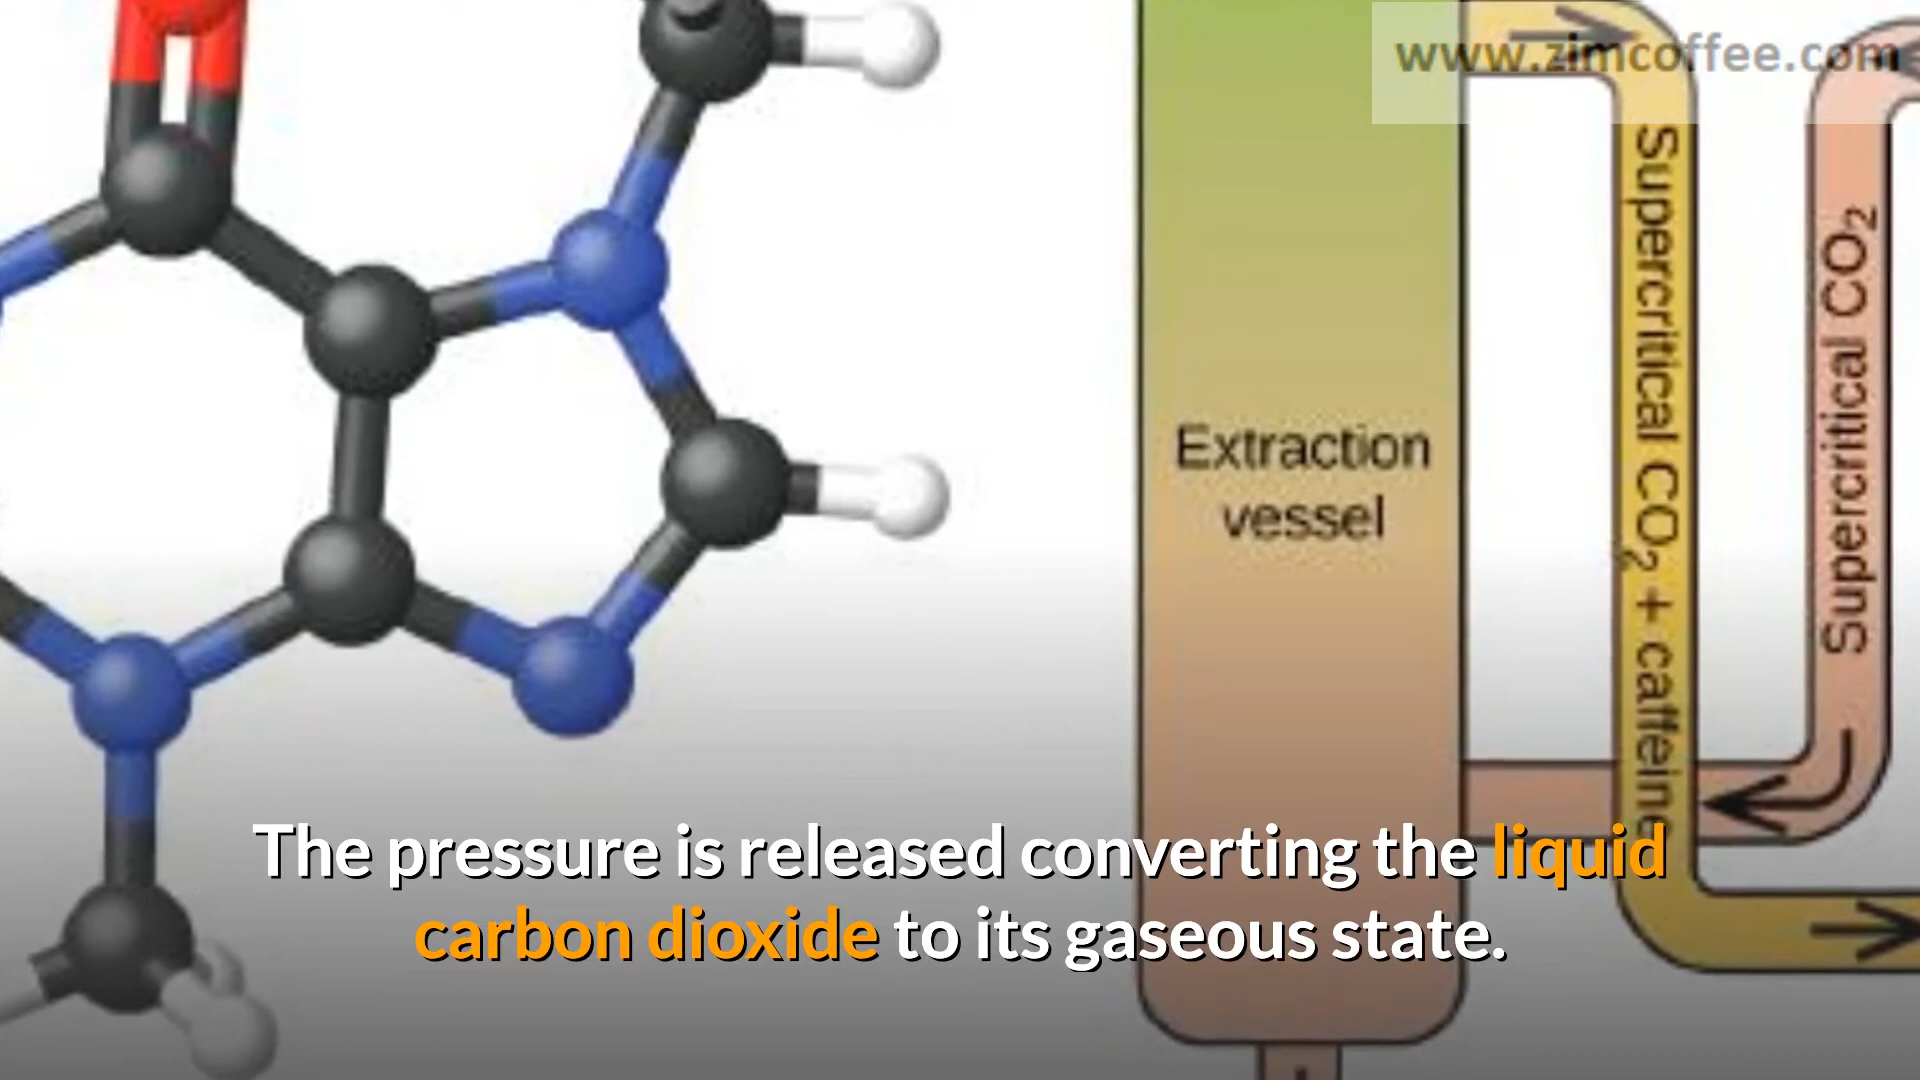 www.zimcoffee.com
Extraction
vessel
Supercritical CO₂ + caffeine
Supercritical CO₂
The pressure is released converting the liquid
carbon dioxide to its gaseous state.